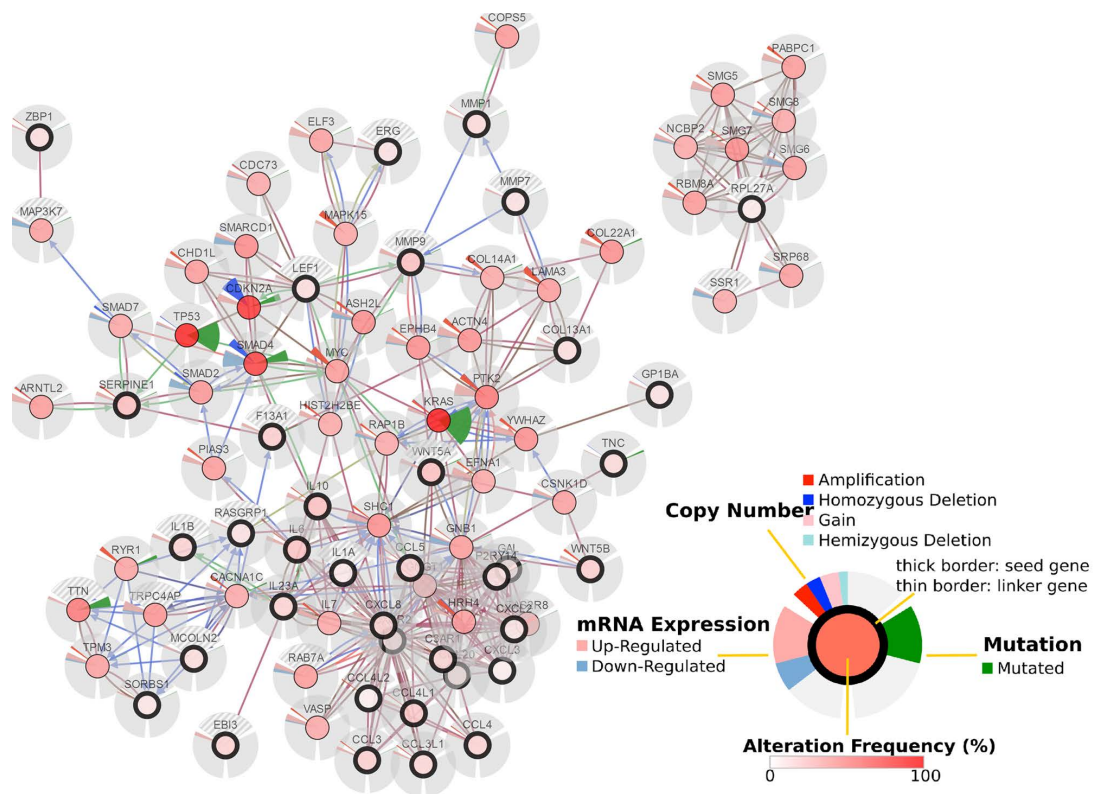 COPS5
PABPC1
SMG5
SMG8
ZBP1
MMP1
ELF3
ERG
NCBP2
SMG7
SMG6
CDC73
RBM8A
RPL27A
MMP7
MAP3K7
MAPK15
SMARCD1
MMP9
COL22A1
CHD1L
LEF1
COL14A1
LAMA3
SRP68
SSR1
CDKN2A
SMAD7
TP53
ASH2L
ACTN4
COL13A1
EPHB4
SMAD4
MYC
SMAD2
PTK2
GP1BA
ARNTL2
SERPINE1
F13A1
HIST2H2BE
KRAS
RAP1B
YWHAZ
WNT5A
TNC
PIAS3
EFNA1
IL10
CSNK1D
RASGRP1
SHC1
IL1B
IL6
GNB1
RYR1
IL1A
CCL5
P2RY14
WNT5B
CACNA1C
IL23A
TTN
TRPC4AP
IL7
CXCL8
HRH4
CXCL2
TPM3
MCOLN2
C3AR1
CXCL3
RAB7A
SORBS1
CCL4L2
CCL4L1
VASP
EBI3
CCL3
CCL3L1
CCL4
Amplification
Copy Number
Homozygous Deletion
Gain
Hemizygous Deletion
thick border: seed gene
thin border: linker gene
mRNA Expression
Up-Regulated
Down-Regulated
Mutation
Mutated
Alteration Frequency (%)
0
100